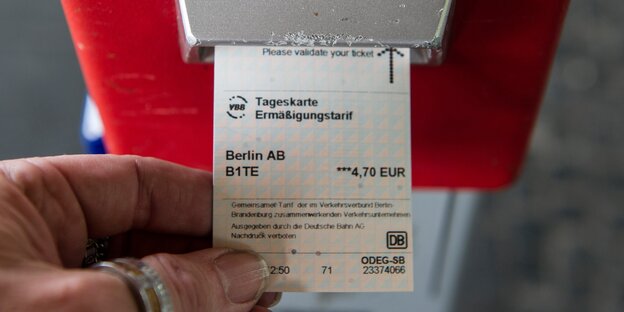 Please validate your ticket
VBB
Tageskarte
Ermäßigungstarif
Berlin AB
B1TE ***4,70 EUR
Gemeinsamer Tarif der im Verkehrsverbund Berlin-
Brandenburg zusammenwirkenden Verkehrsunternehmen
Ausgegeben durch die Deutsche Bahn AG
Nachdruck verboten
DB
ODEG-SB
2:50 71 23374066